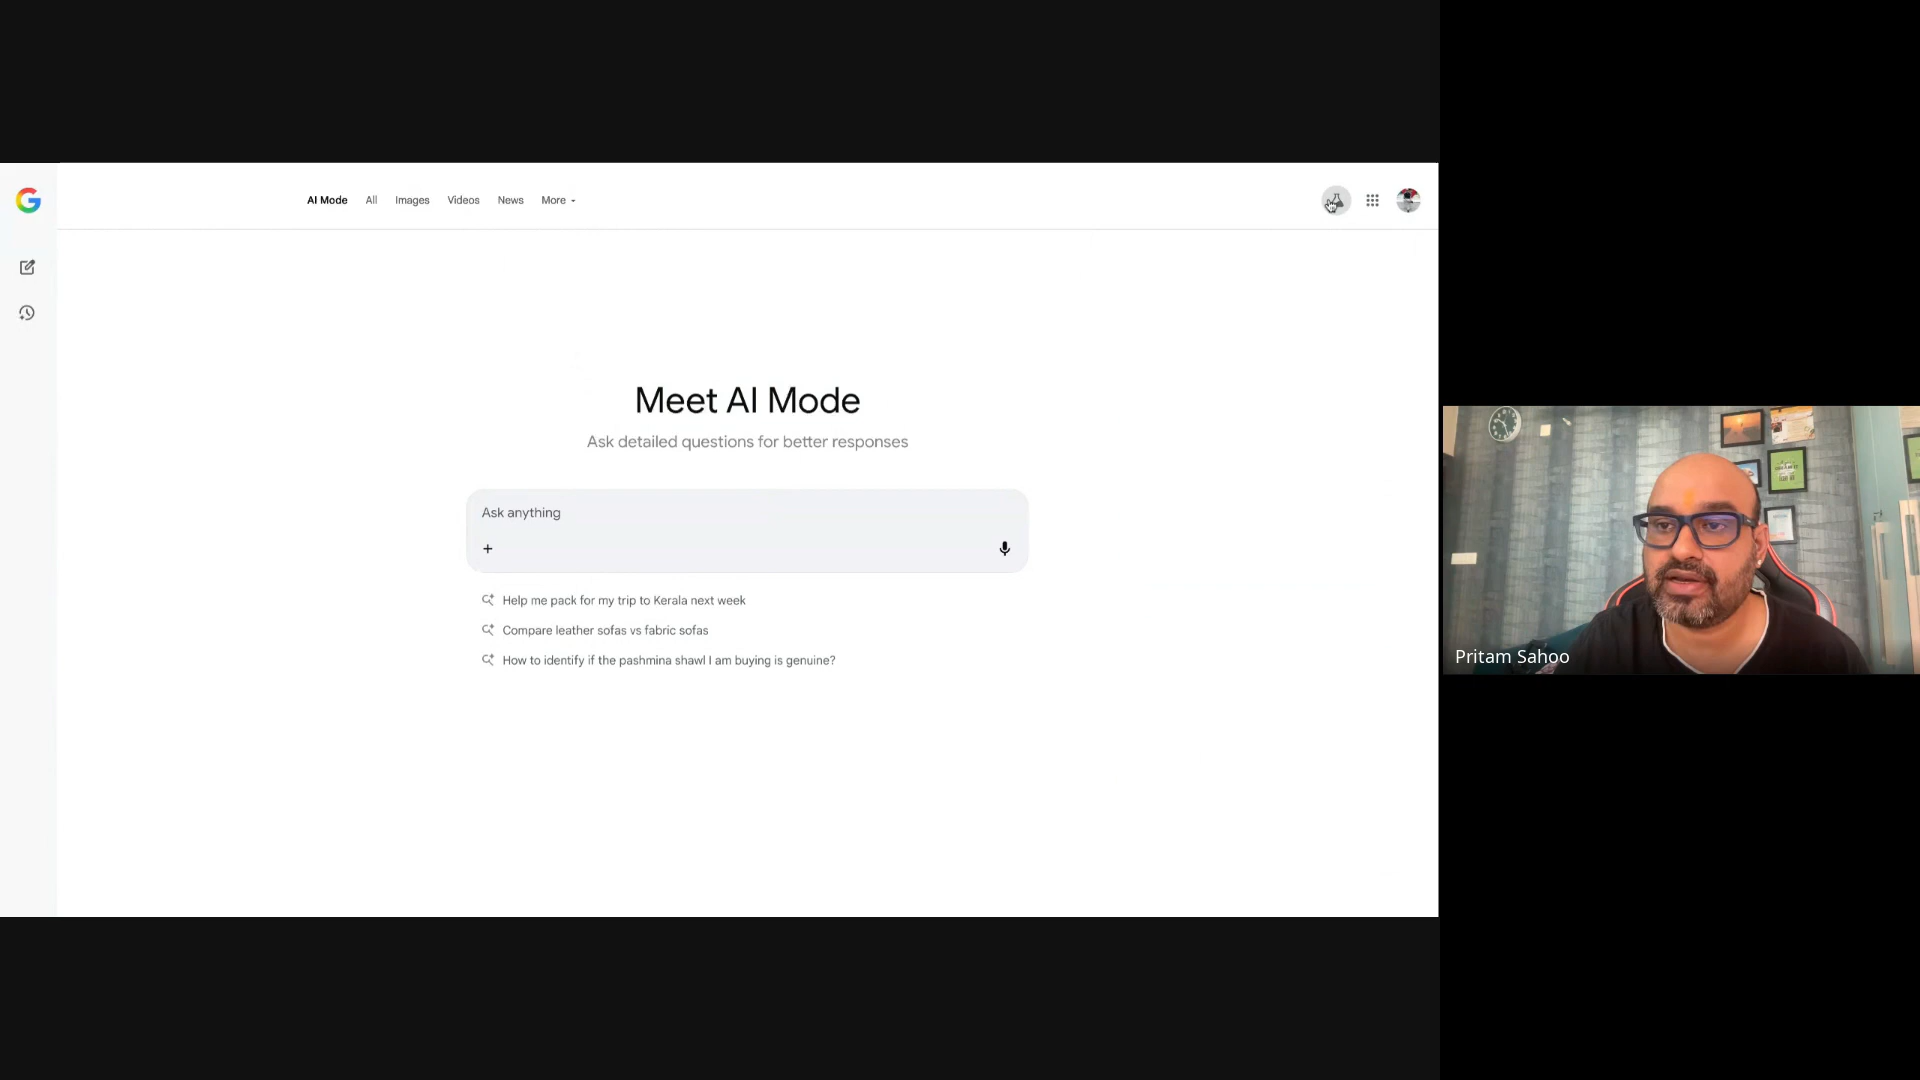 AI Mode All Images Videos News More
Meet AI Mode
Ask detailed questions for better responses
Ask anything
Help me pack for my trip to Kerala next week
Compare leather sofas vs fabric sofas
How to identify if the pashmina shawl I am buying is genuine?
Pritam Sahoo